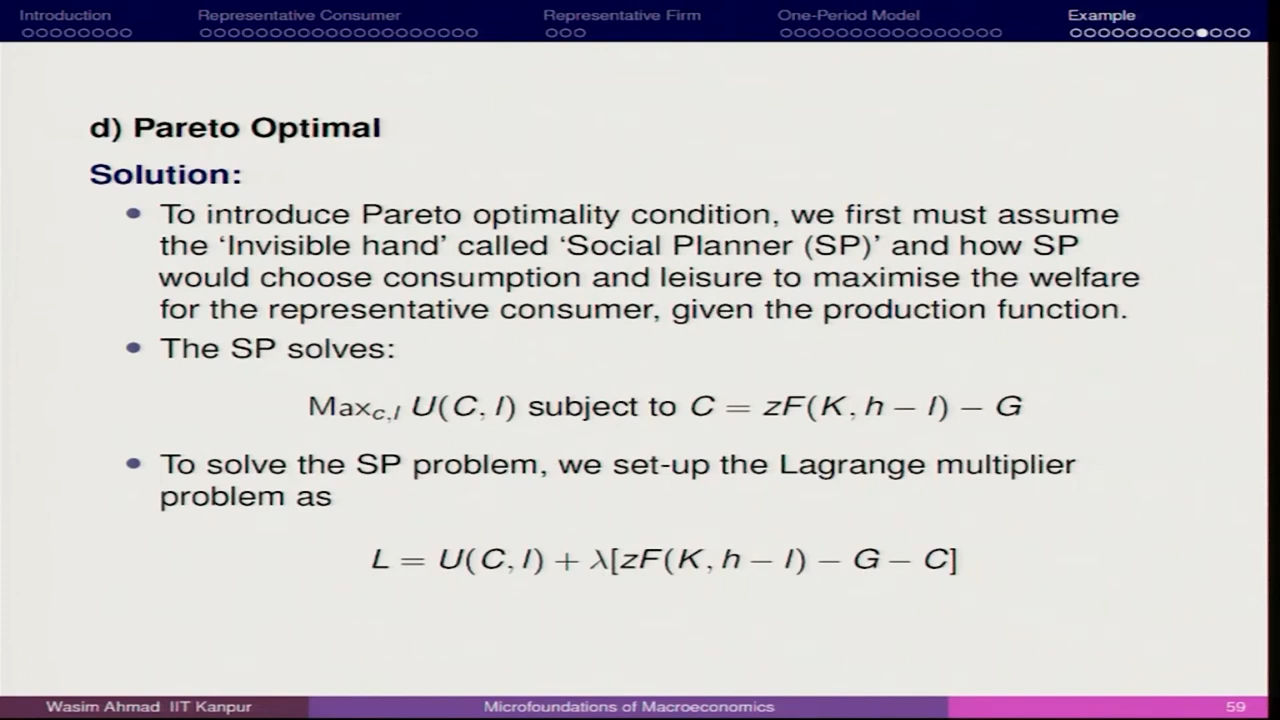 Introduction Representative Consumer Representative Firm One-Period Model Example
d) Pareto Optimal
Solution:
To introduce Pareto optimality condition, we first must assume
the ‘Invisible hand’ called ‘Social Planner (SP)’ and how SP
would choose consumption and leisure to maximise the welfare
for the representative consumer, given the production function.
The SP solves:
Max_{c,l} U(C, l) subject to C = zF(K, h − l) − G
To solve the SP problem, we set-up the Lagrange multiplier
problem as
L = U(C, l) + λ[zF(K, h − l) − G − C]
Wasim Ahmad IIT Kanpur Microfoundations of Macroeconomics 59